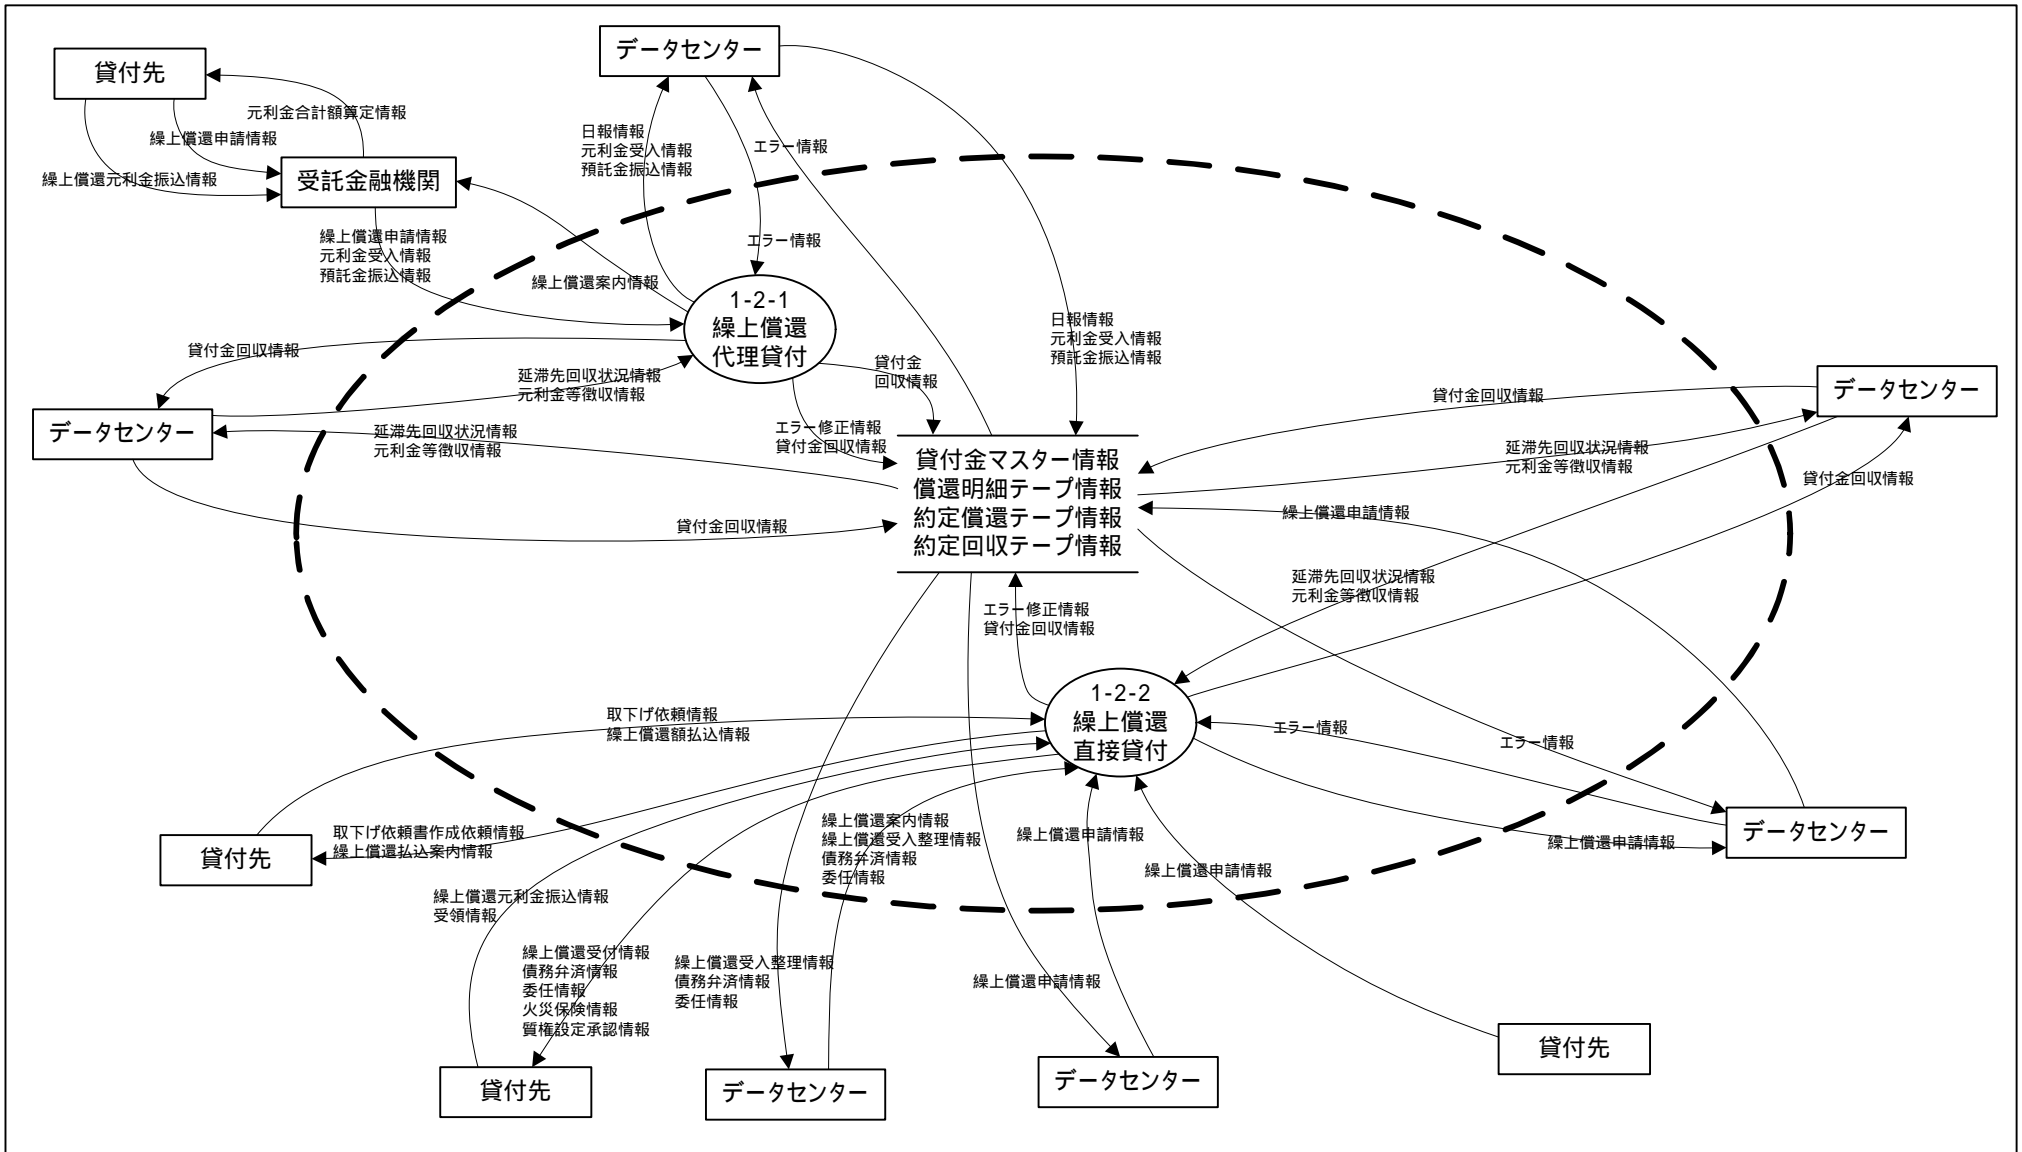 データセンター
貸付先
元利金合計額算定情報
繰上償還申請情報
繰上償還元利金振込情報
受託金融機関
日報情報
元利金受入情報
預託金振込情報
エラー情報
エラー情報
繰上償還申請情報
元利金受入情報
預託金振込情報
繰上償還案内情報
1-2-1
繰上償還
代理貸付
日報情報
元利金受入情報
預託金振込情報
貸付金回収情報
延滞先回収状況情報
元利金等徴収情報
貸付金
回収情報
データセンター
延滞先回収状況情報
元利金等徴収情報
エラー修正情報
貸付金回収情報
貸付金回収情報
データセンター
貸付金マスター情報
償還明細テープ情報
約定償還テープ情報
約定回収テープ情報
延滞先回収状況情報
元利金等徴収情報
貸付金回収情報
貸付金回収情報
繰上償還申請情報
延滞先回収状況情報
元利金等徴収情報
エラー修正情報
貸付金回収情報
1-2-2
繰上償還
直接貸付
取下げ依頼情報
繰上償還額払込情報
エラー情報
エラー情報
取下げ依頼書作成依頼情報
繰上償還払込案内情報
貸付先
繰上償還案内情報
繰上償還受入整理情報
債務弁済情報
委任情報
繰上償還申請情報
繰上償還申請情報
データセンター
繰上償還申請情報
繰上償還元利金振込情報
受領情報
繰上償還受付情報
債務弁済情報
委任情報
火災保険情報
質権設定承認情報
繰上償還受入整理情報
債務弁済情報
委任情報
繰上償還申請情報
貸付先
データセンター
データセンター
貸付先